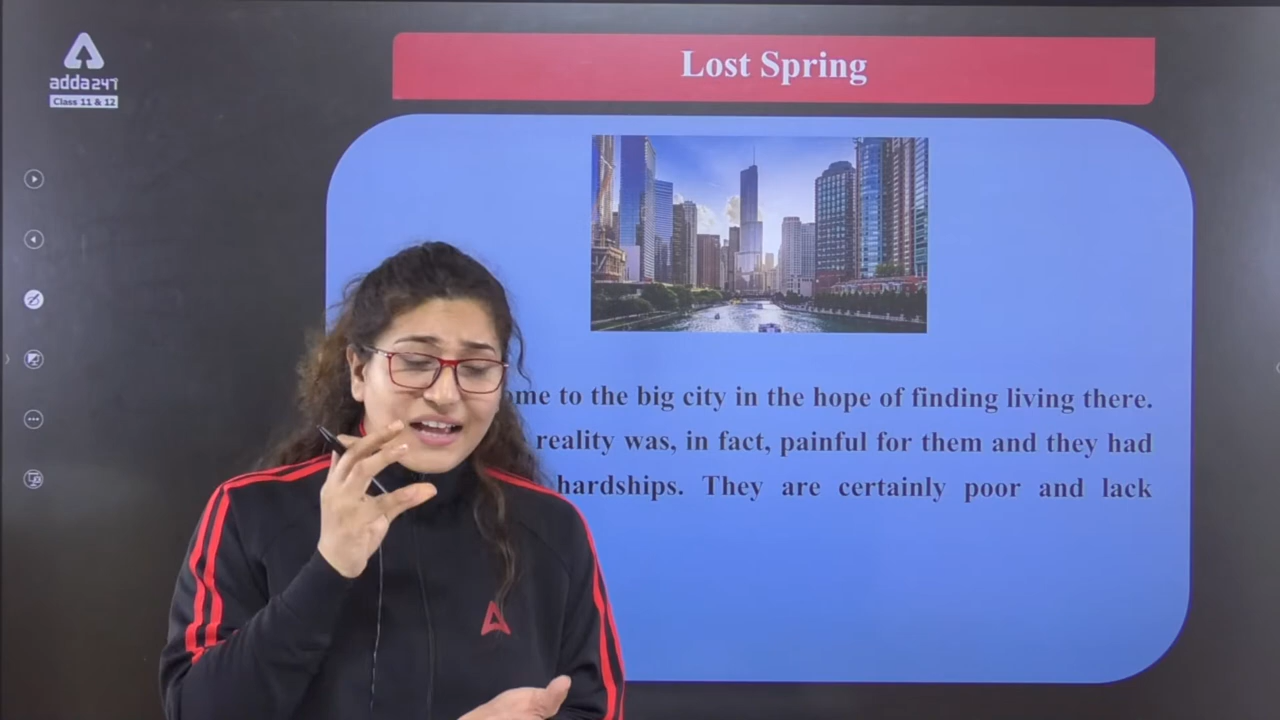 adda247
Class 11 & 12
Lost Spring
to the big city in the hope of finding living there.
reality was, in fact, painful for them and they had
hardships. They are certainly poor and lack